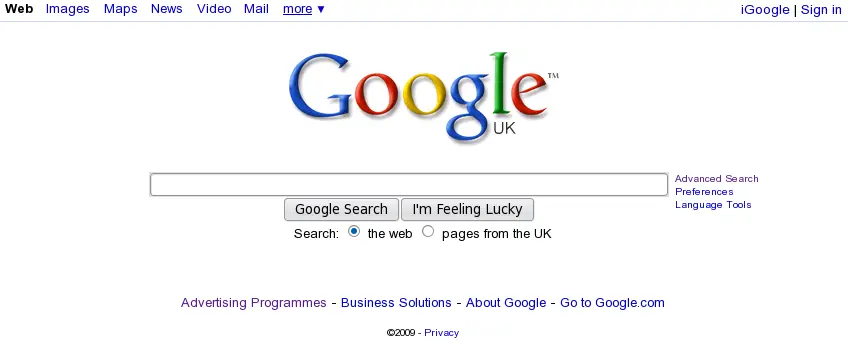 Web Images Maps News Video Mail more ▼ iGoogle | Sign in
Google™
UK
Advanced Search
Preferences
Language Tools
Google Search I'm Feeling Lucky
Search: the web pages from the UK
Advertising Programmes - Business Solutions - About Google - Go to Google.com
©2009 - Privacy